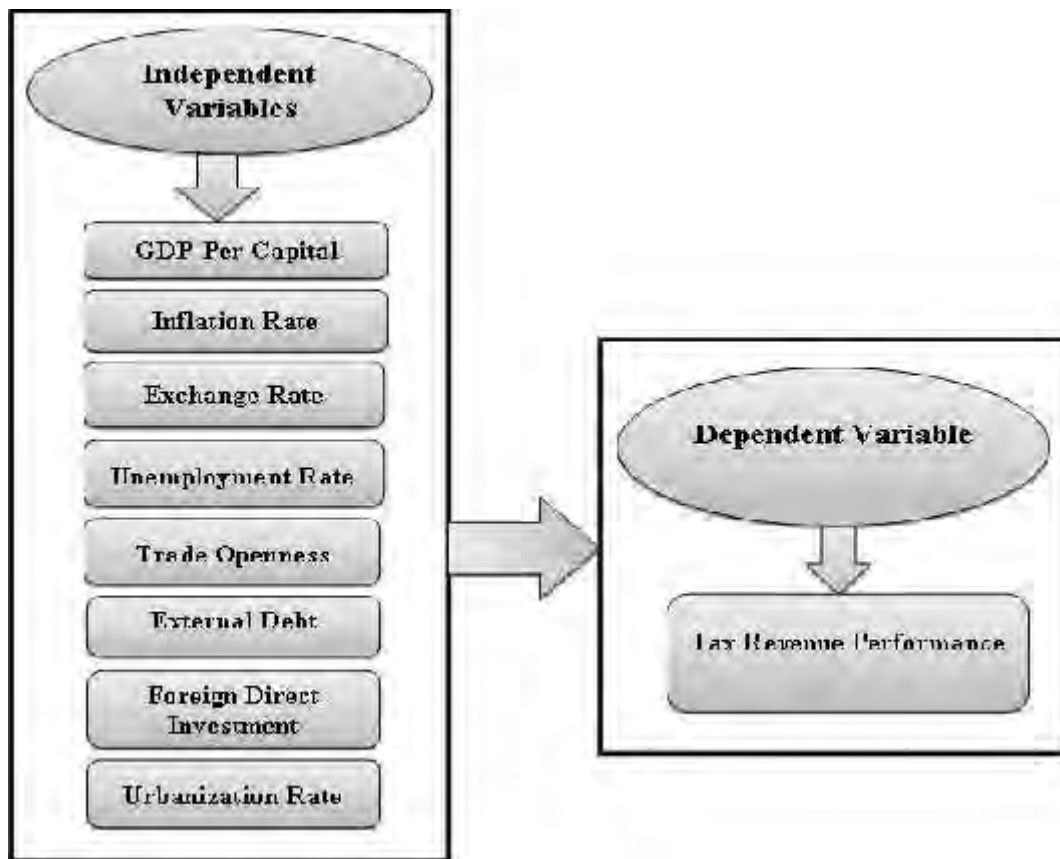 Independent
Variables
GDP Per Capital
Inflation Rate
Exchange Rate
Unemployment Rate
Trade Openness
External Debt
Foreign Direct
Investment
Urbanization Rate
Dependent Variable
Tax Revenue Performance